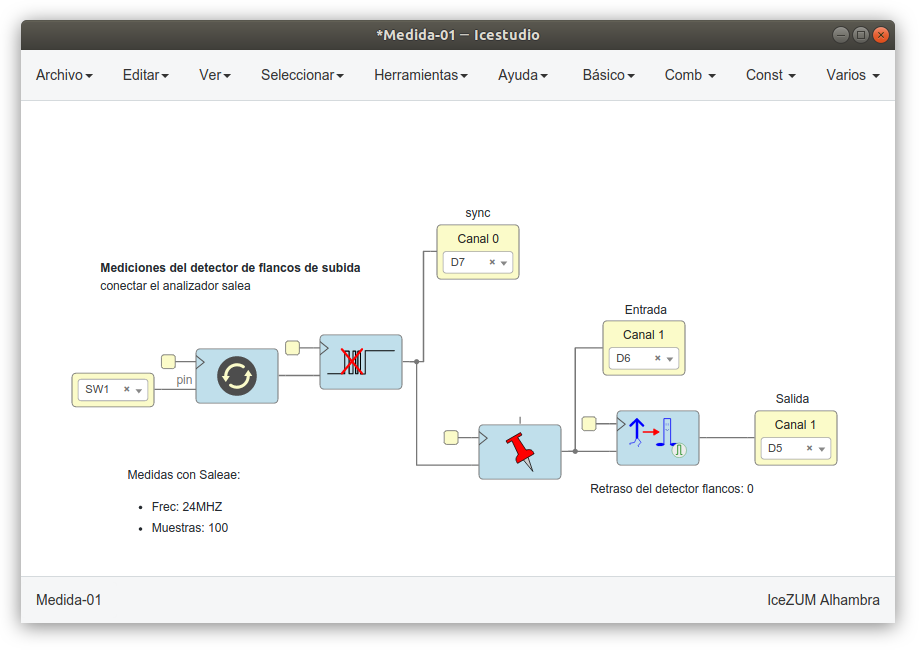 *Medida-01 — Icestudio
Archivo Editar Ver Seleccionar Herramientas Ayuda Básico Comb Const Varios
sync
Canal 0
D7
Mediciones del detector de flancos de subida
conectar el analizador salea
Entrada
Canal 1
D6
SW1
pin
Salida
Canal 1
D5
Medidas con Saleae:
Retraso del detector flancos: 0
• Frec: 24MHZ
• Muestras: 100
Medida-01
IceZUM Alhambra